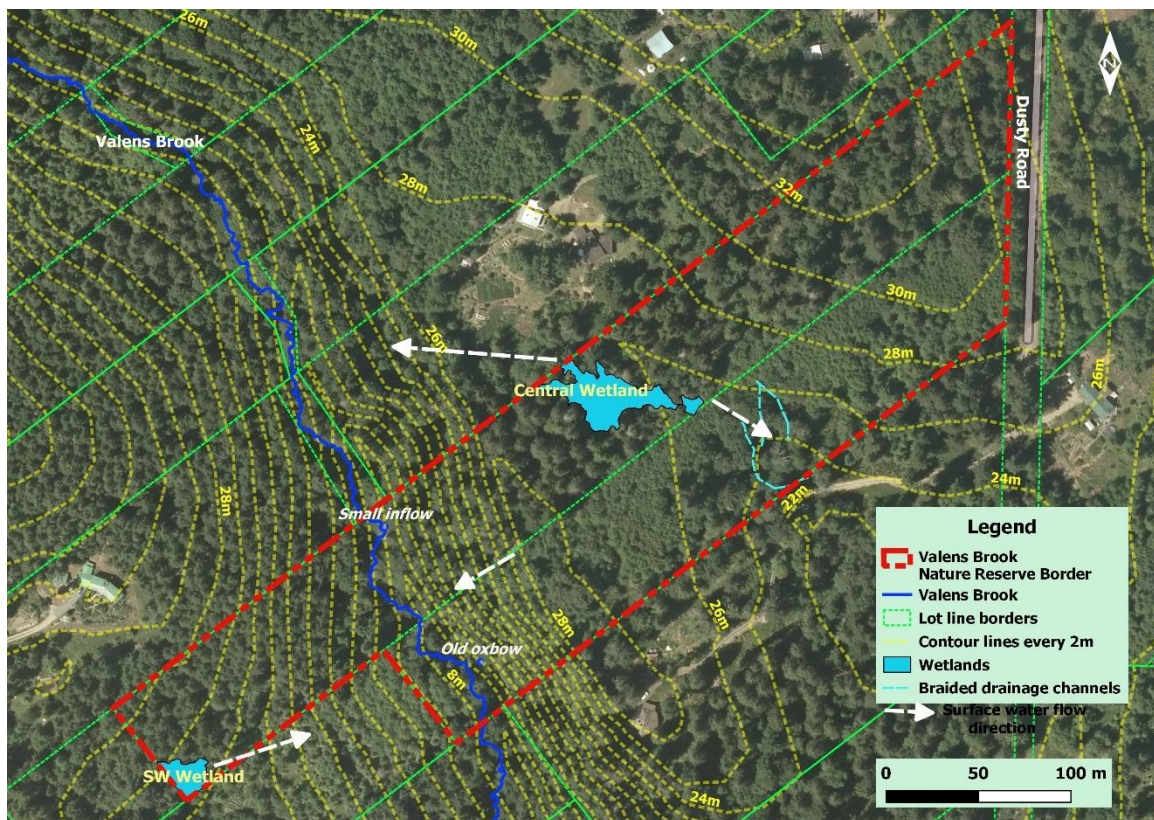 26m
30m
Valens Brook
24m
Dusty Road
28m
32m
30m
26m
28m
26m
Central Wetland
28m
Small inflow
22m
24m
28m
26m
Old oxbow
8m
SW Wetland
24m
Legend
Valens Brook
Nature Reserve Border
Valens Brook
Lot line borders
Contour lines every 2m
Wetlands
Braided drainage channels
Surface water flow
direction
0 50 100 m